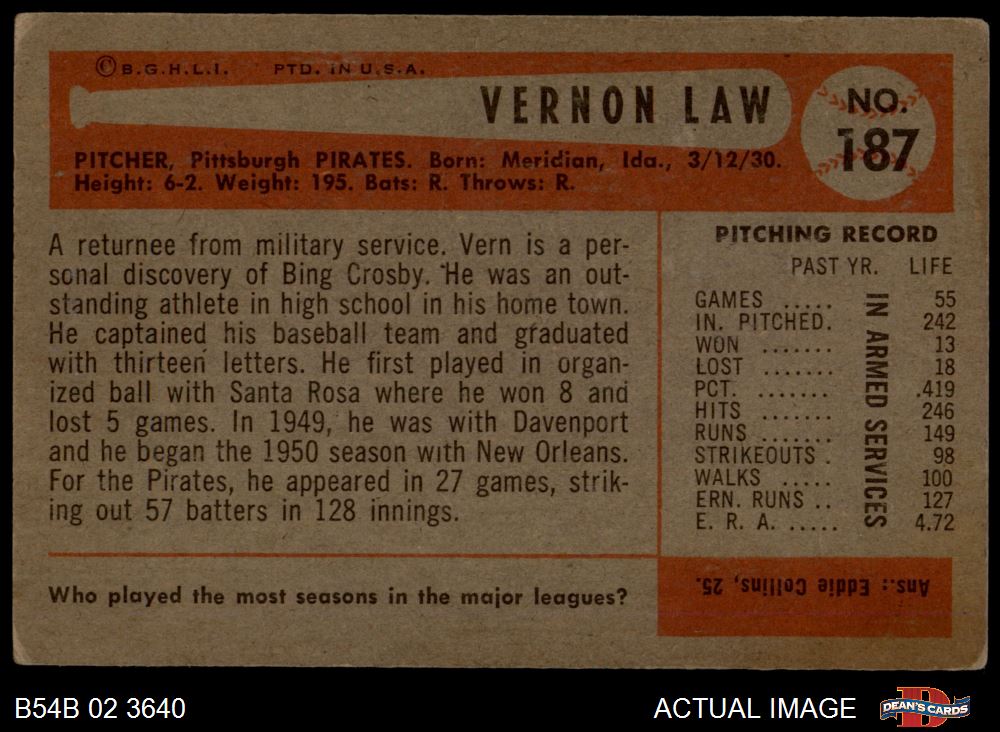 © B.G.H.L.I. PTD. IN U.S.A.
VERNON LAW
NO.
187
PITCHER, Pittsburgh PIRATES. Born: Meridian, Ida., 3/12/30.
Height: 6-2. Weight: 195. Bats: R. Throws: R.
A returnee from military service. Vern is a per-
sonal discovery of Bing Crosby. He was an out-
standing athlete in high school in his home town.
He captained his baseball team and graduated
with thirteen letters. He first played in organ-
ized ball with Santa Rosa where he won 8 and
lost 5 games. In 1949, he was with Davenport
and he began the 1950 season with New Orleans.
For the Pirates, he appeared in 27 games, strik-
ing out 57 batters in 128 innings.
PITCHING RECORD
PAST YR. LIFE
GAMES ..... 55
IN. PITCHED. 242
WON ....... 13
LOST ....... 18
PCT. ....... .419
HITS ....... 246
RUNS ....... 149
STRIKEOUTS . 98
WALKS ..... 100
ERN. RUNS .. 127
E. R. A. ..... 4.72
IN ARMED SERVICES
Who played the most seasons in the major leagues?
Ans.: Eddie Collins, 25.
B54B 02 3640
ACTUAL IMAGE
D
DEAN'S CARDS